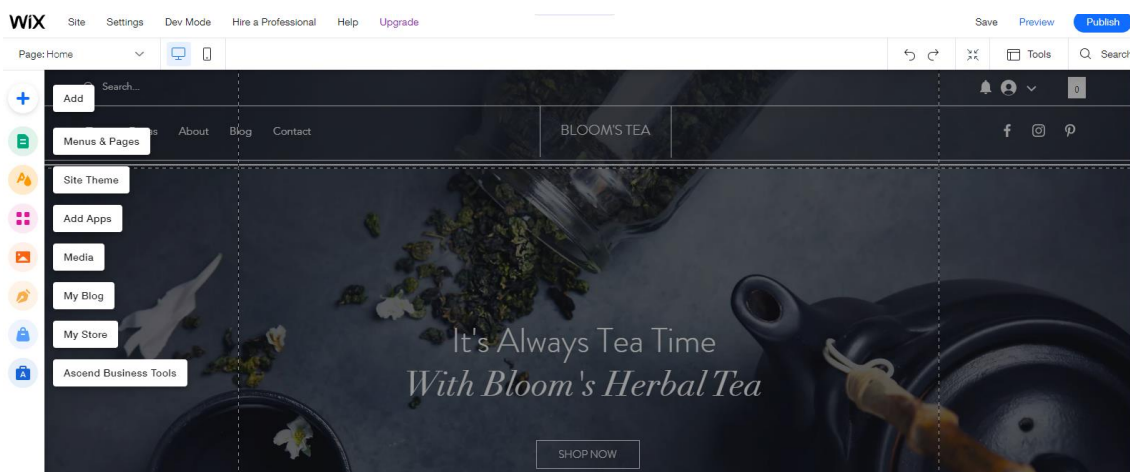 WiX Site Settings Dev Mode Hire a Professional Help Upgrade Save Preview Publish
Page: Home Tools Search
Search...
Add
0
About Blog Contact
BLOOM'S TEA
Menus & Pages
Site Theme
Add Apps
Media
My Blog
My Store
Ascend Business Tools
A
It's Always Tea Time
With Bloom's Herbal Tea
SHOP NOW